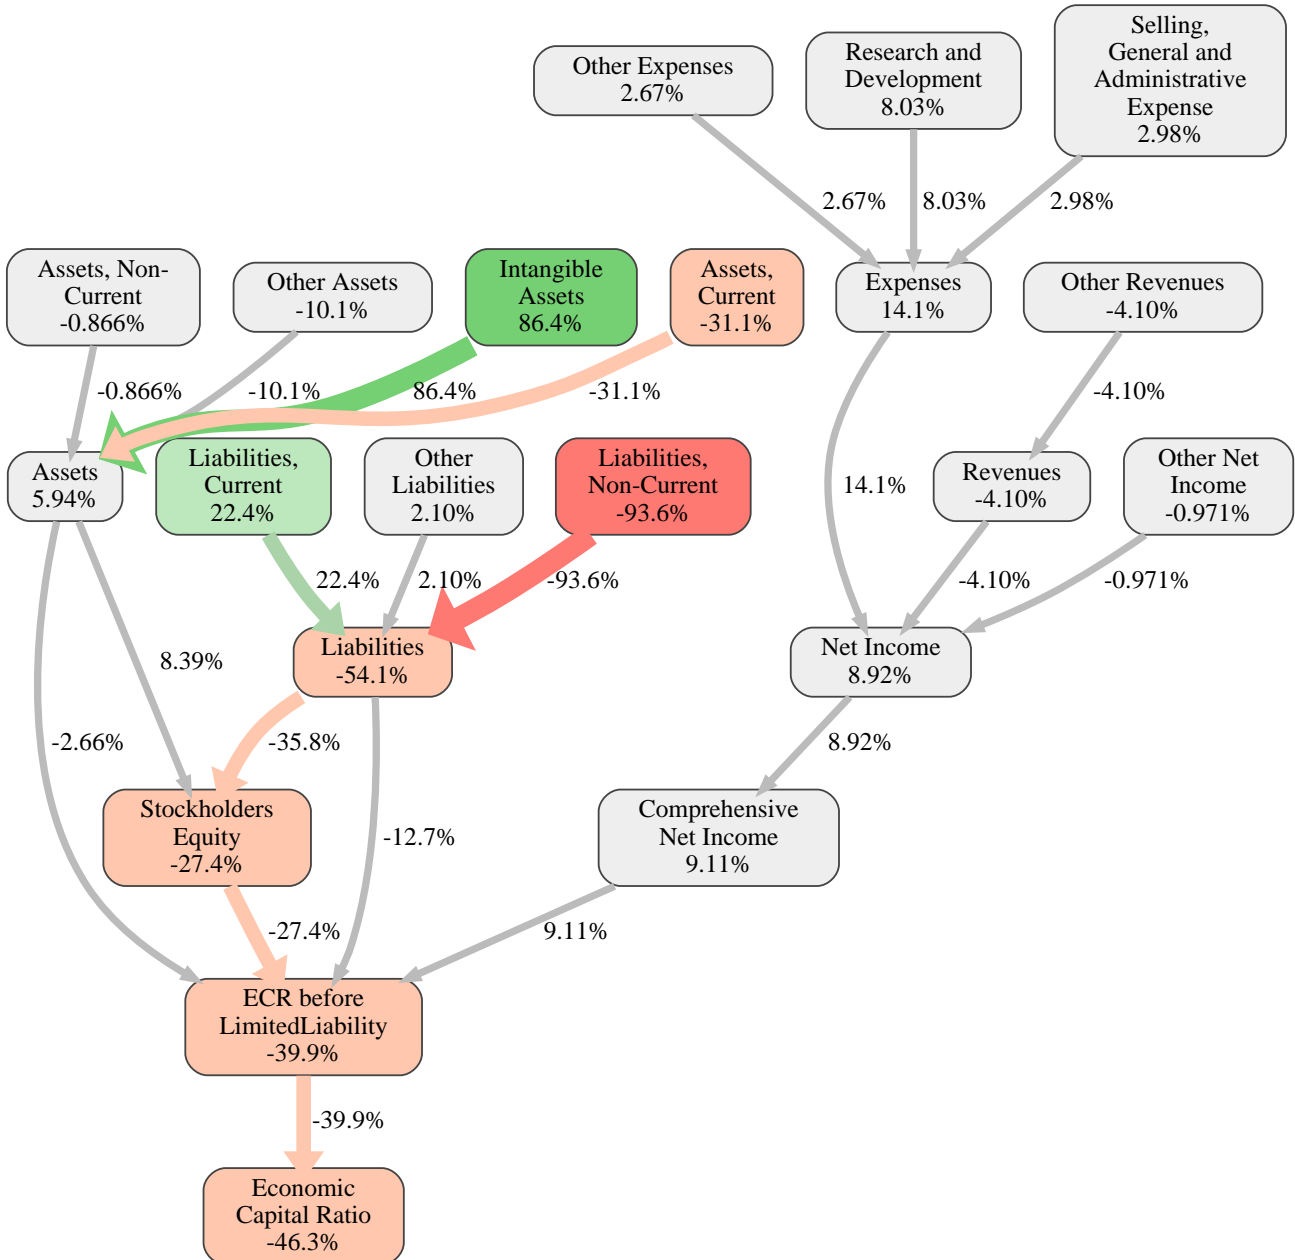 Other Expenses
2.67%
Research and
Development
8.03%
Selling,
General and
Administrative
Expense
2.98%
2.67%
8.03%
2.98%
Assets, Non-
Current
-0.866%
Other Assets
-10.1%
Intangible
Assets
86.4%
Assets,
Current
-31.1%
Expenses
14.1%
Other Revenues
-4.10%
-0.866%
-10.1%
86.4%
-31.1%
-4.10%
Assets
5.94%
Liabilities,
Current
22.4%
Other
Liabilities
2.10%
Liabilities,
Non-Current
-93.6%
14.1%
Revenues
-4.10%
Other Net
Income
-0.971%
22.4%
2.10%
-93.6%
-4.10%
-0.971%
Liabilities
-54.1%
Net Income
8.92%
8.39%
-2.66%
-35.8%
8.92%
Stockholders
Equity
-27.4%
-12.7%
Comprehensive
Net Income
9.11%
-27.4%
9.11%
ECR before
LimitedLiability
-39.9%
-39.9%
Economic
Capital Ratio
-46.3%